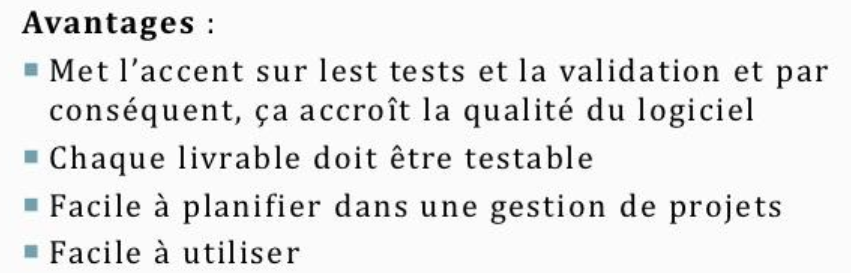 Avantages :
▪ Met l’accent sur lest tests et la validation et par
conséquent, ça accroît la qualité du logiciel
▪ Chaque livrable doit être testable
▪ Facile à planifier dans une gestion de projets
▪ Facile à utiliser